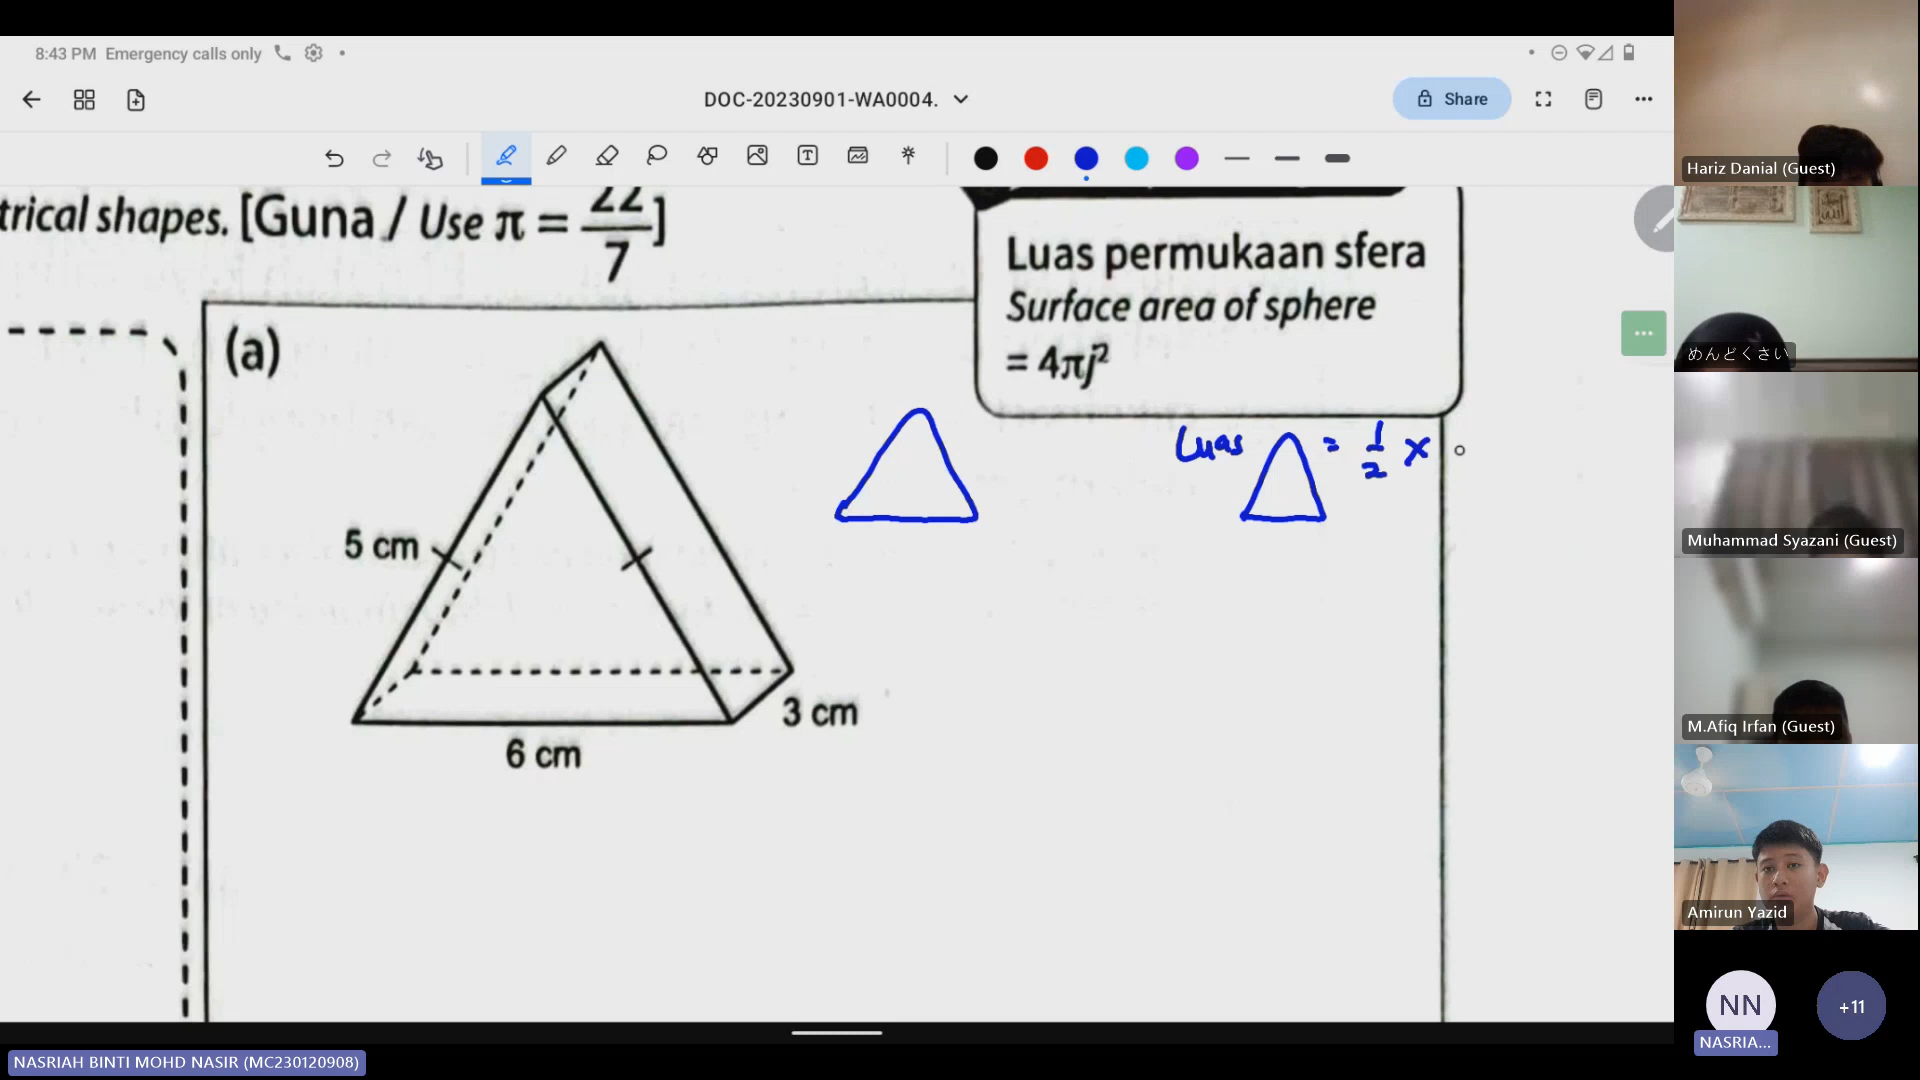 8:43 PM Emergency calls only
DOC-20230901-WA0004.
Share
trical shapes. [Guna / Use π = 22/7]
Luas permukaan sfera
Surface area of sphere
= 4πj²
(a)
5 cm
6 cm
3 cm
Luas = 1/2 x
Hariz Danial (Guest)
めんどくさい
Muhammad Syazani (Guest)
M.Afiq Irfan (Guest)
Amirun Yazid
NN
+11
NASRIA...
NASRIAH BINTI MOHD NASIR (MC230120908)